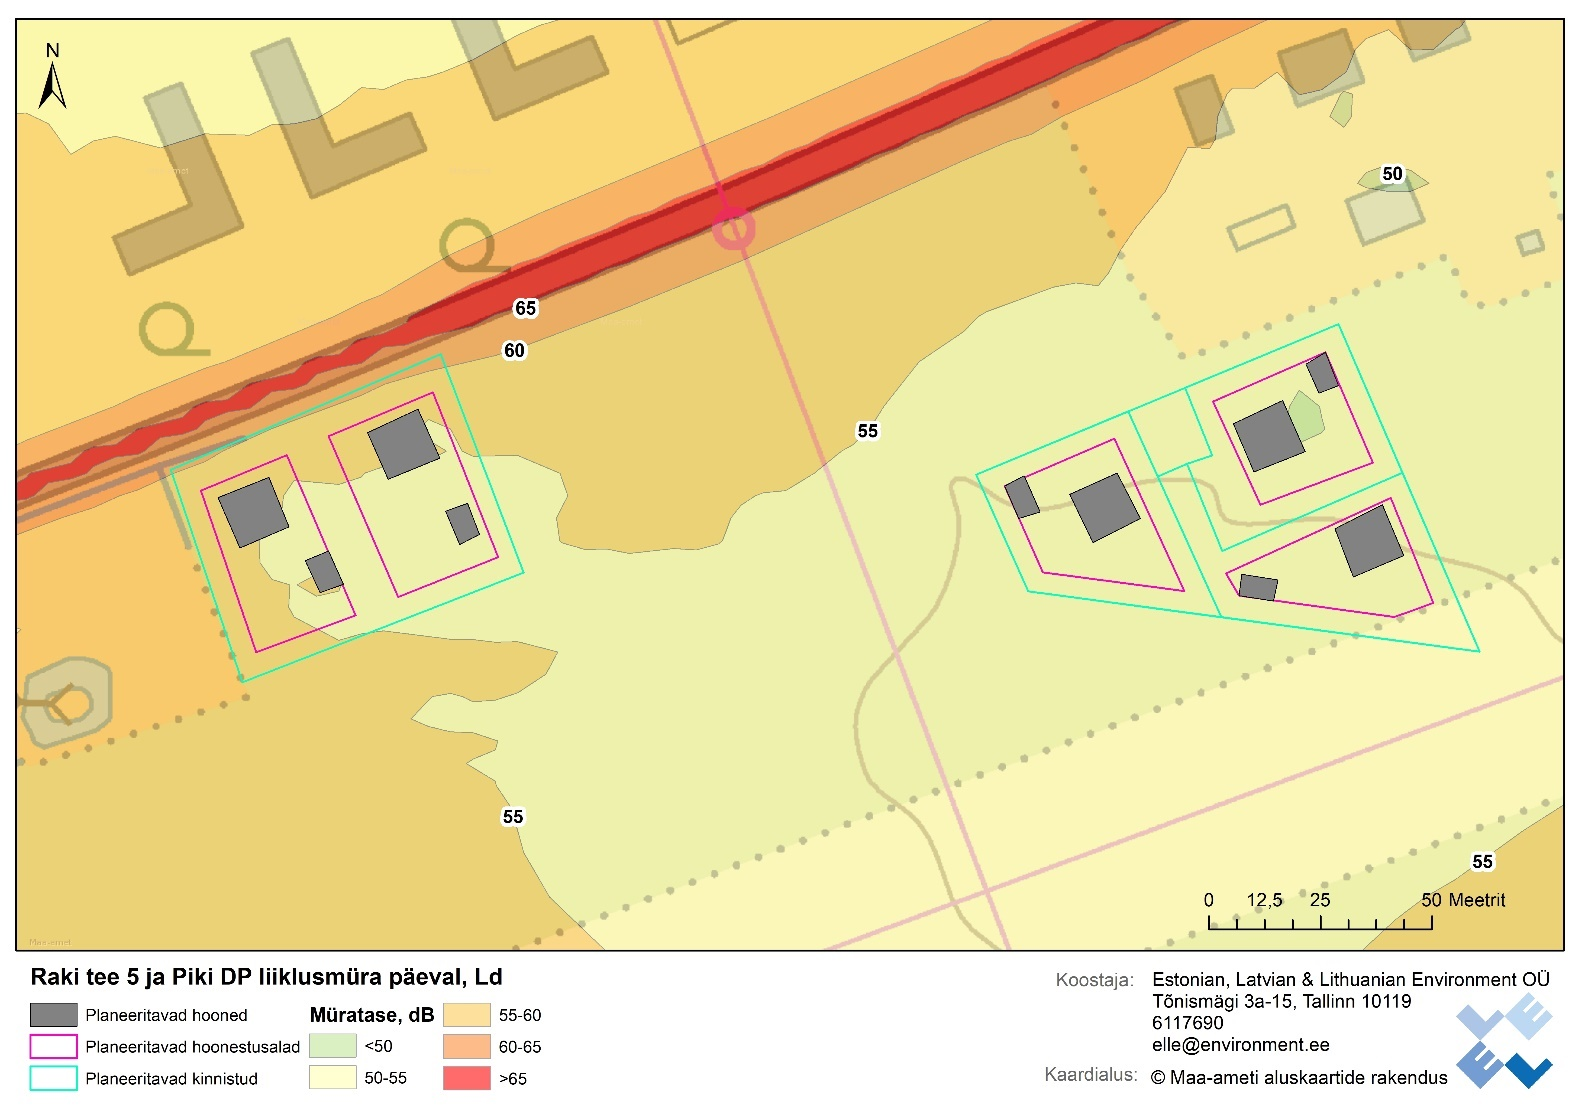 N
50
65
60
55
55
55
0 12,5 25 50 Meetrit
Maa-amet
Raki tee 5 ja Piki DP liiklusmüra päeval, Ld
Planeeritavad hooned
Planeeritavad hoonestusalad
Planeeritavad kinnistud
Müratase, dB
<50
50-55
55-60
60-65
>65
Koostaja: Estonian, Latvian & Lithuanian Environment OÜ
Tõnismägi 3a-15, Tallinn 10119
6117690
elle@environment.ee
Kaardialus: © Maa-ameti aluskaartide rakendus
E L
E L